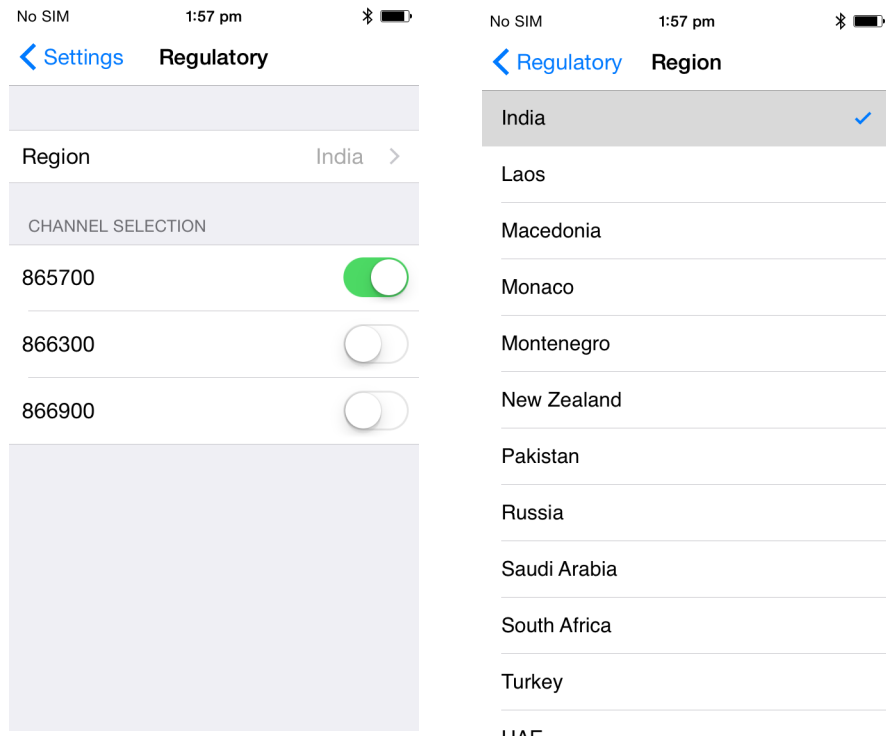 No SIM 1:57 pm
Settings Regulatory
Region India
CHANNEL SELECTION
865700
866300
866900
No SIM 1:57 pm
Regulatory Region
India
Laos
Macedonia
Monaco
Montenegro
New Zealand
Pakistan
Russia
Saudi Arabia
South Africa
Turkey
UAE